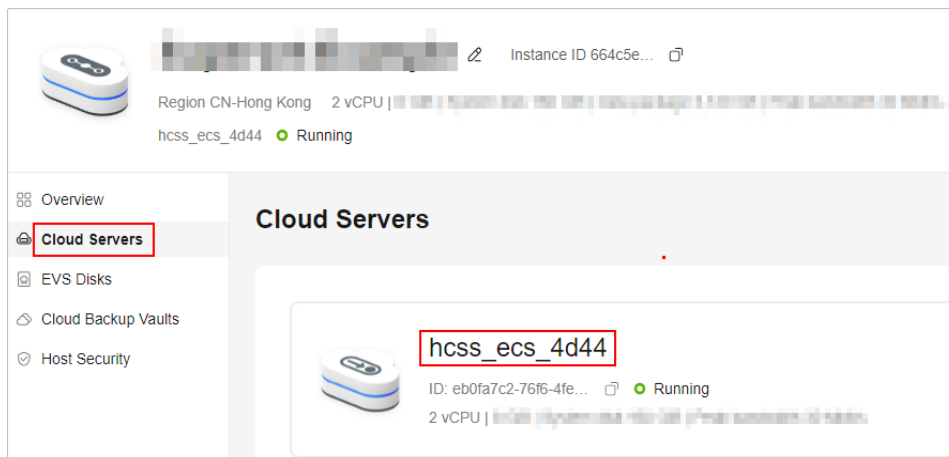 Instance ID 664c5e...
Region CN-Hong Kong 2 vCPU |
hcss_ecs_4d44 Running
Overview
Cloud Servers
EVS Disks
Cloud Backup Vaults
Host Security
Cloud Servers
hcss_ecs_4d44
ID: eb0fa7c2-76f6-4fe... Running
2 vCPU |